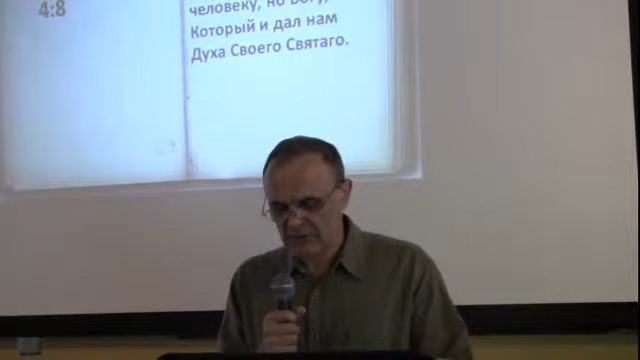 4:8
человеку, но Богу,
Который и дал нам
Духа Своего Святаго.